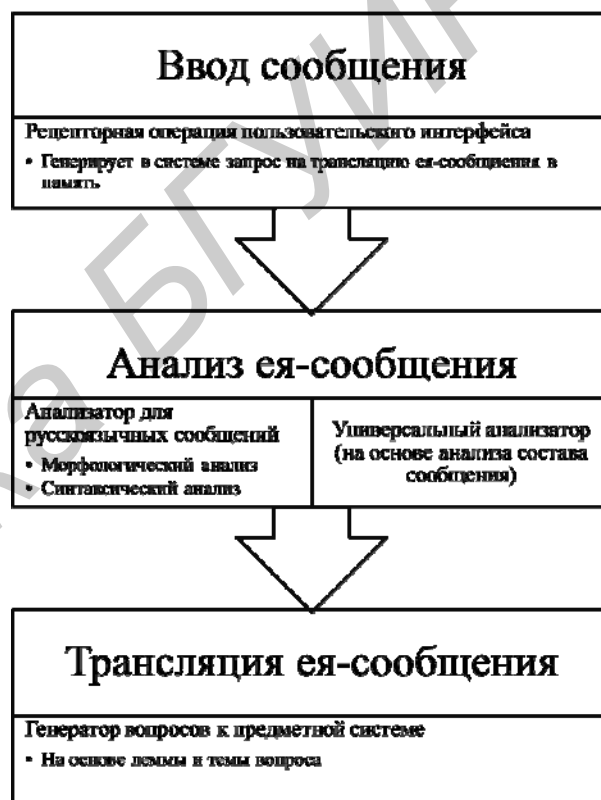 Ввод сообщения
Рецепторная операция пользовательского интерфейса
• Генерирует в системе запрос на трансляцию ея-сообщения в
память
Анализ ея-сообщения
Анализатор для
русскоязычных сообщений
• Морфологический анализ
• Синтаксический анализ
Универсальный анализатор
(на основе анализа состава
сообщения)
Трансляция ея-сообщения
Генератор вопросов к предметной системе
• На основе леммы и темы вопроса
ка БГУИР